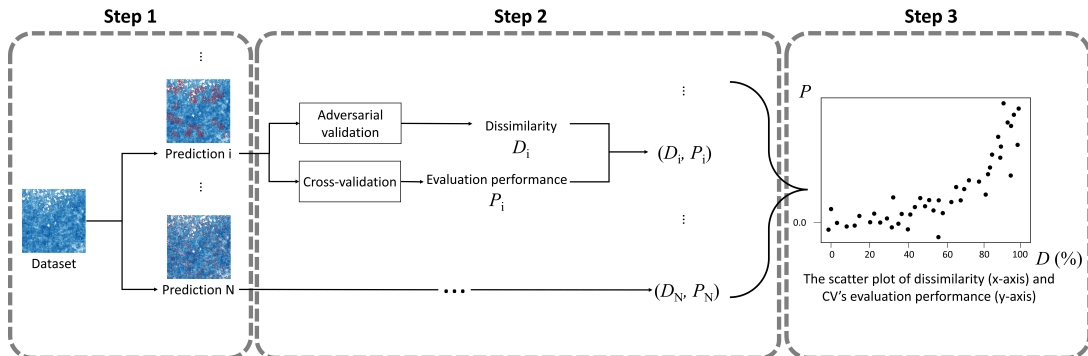 Step 1
Step 2
Step 3
...
Prediction i
...
Prediction N
Dataset
Adversarial
validation
Cross-validation
Dissimilarity
Dᵢ
Evaluation performance
Pᵢ
...
(Dᵢ, Pᵢ)
...
...
(D_N, P_N)
P
0.0
0 20 40 60 80 100
D (%)
The scatter plot of dissimilarity (x-axis) and
CV's evaluation performance (y-axis)